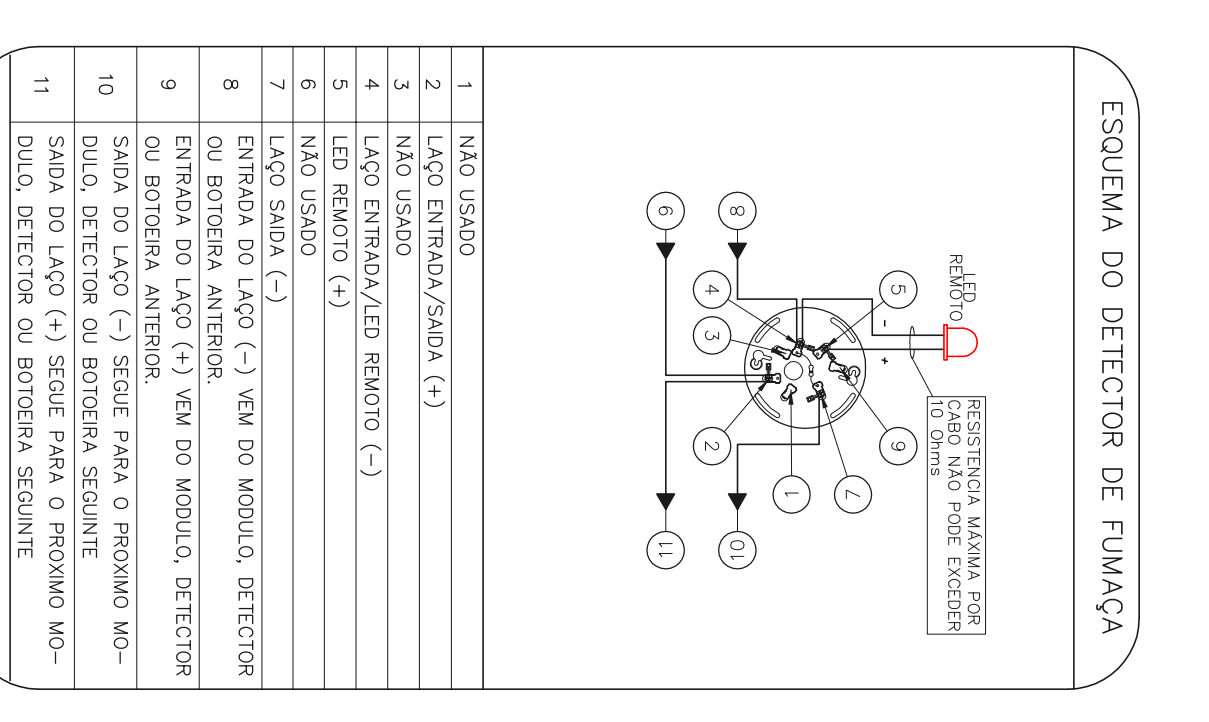 ESQUEMA DO DETECTOR DE FUMAÇA
LED
REMOTO
RESISTENCIA MÁXIMA POR
CABO NÃO PODE EXCEDER
10 Ohms
5
6
-
+
7
1
8
10
4
3
2
9
11
1 NÃO USADO
2 LAÇO ENTRADA/SAIDA (+)
3 NÃO USADO
4 LAÇO ENTRADA/LED REMOTO (-)
5 LED REMOTO (+)
6 NÃO USADO
7 LAÇO SAIDA (-)
8 ENTRADA DO LAÇO (-) VEM DO MODULO, DETECTOR
OU BOTOEIRA ANTERIOR.
9 ENTRADA DO LAÇO (+) VEM DO MODULO, DETECTOR
OU BOTOEIRA ANTERIOR.
10 SAIDA DO LAÇO (-) SEGUE PARA O PROXIMO MO-
DULO, DETECTOR OU BOTOEIRA SEGUINTE
11 SAIDA DO LAÇO (+) SEGUE PARA O PROXIMO MO-
DULO, DETECTOR OU BOTOEIRA SEGUINTE